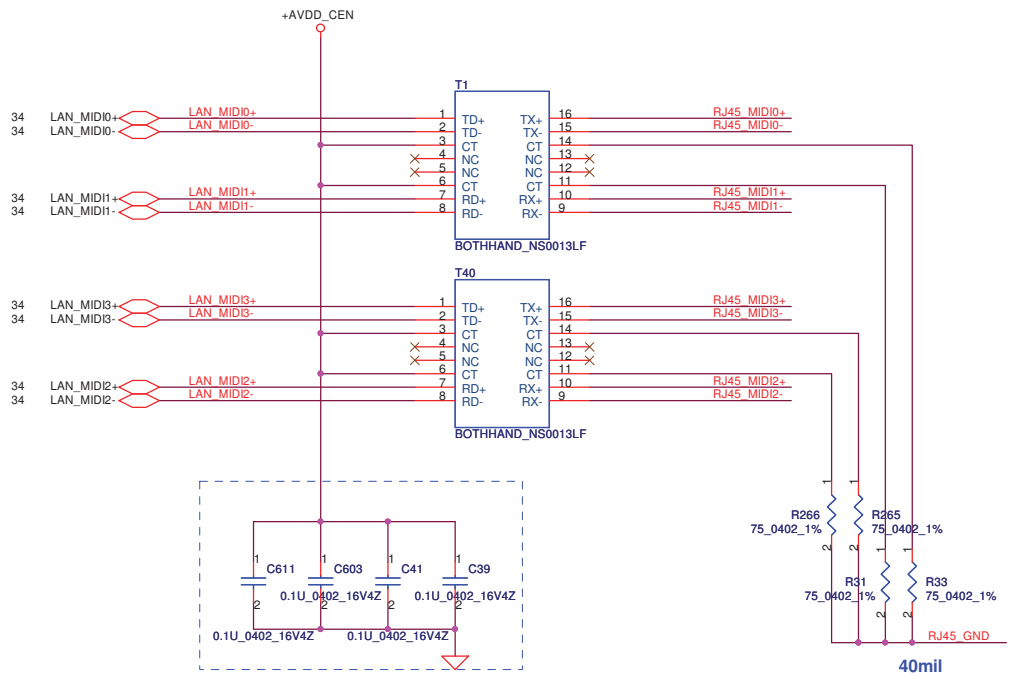 +AVDD_CEN
T1
34 LAN_MIDI0+ LAN_MIDI0+ 1 TD+ TX+ 16 RJ45_MIDI0+
34 LAN_MIDI0- LAN_MIDI0- 2 TD- TX- 15 RJ45_MIDI0-
3 CT CT 14
4 NC NC 13
5 NC NC 12
6 CT CT 11
34 LAN_MIDI1+ LAN_MIDI1+ 7 RD+ RX+ 10 RJ45_MIDI1+
34 LAN_MIDI1- LAN_MIDI1- 8 RD- RX- 9 RJ45_MIDI1-
BOTHHAND_NS0013LF
T40
34 LAN_MIDI3+ LAN_MIDI3+ 1 TD+ TX+ 16 RJ45_MIDI3+
34 LAN_MIDI3- LAN_MIDI3- 2 TD- TX- 15 RJ45_MIDI3-
3 CT CT 14
4 NC NC 13
5 NC NC 12
6 CT CT 11
34 LAN_MIDI2+ LAN_MIDI2+ 7 RD+ RX+ 10 RJ45_MIDI2+
34 LAN_MIDI2- LAN_MIDI2- 8 RD- RX- 9 RJ45_MIDI2-
BOTHHAND_NS0013LF
1 1
R266 R265
75_0402_1% 75_0402_1%
2 2 1 1
1 1 1 1
C611 C603 C41 C39
R31 R33
0.1U_0402_16V4Z 0.1U_0402_16V4Z
75_0402_1% 75_0402_1%
2 2 2 2
2 2
0.1U_0402_16V4Z 0.1U_0402_16V4Z
RJ45_GND
40mil